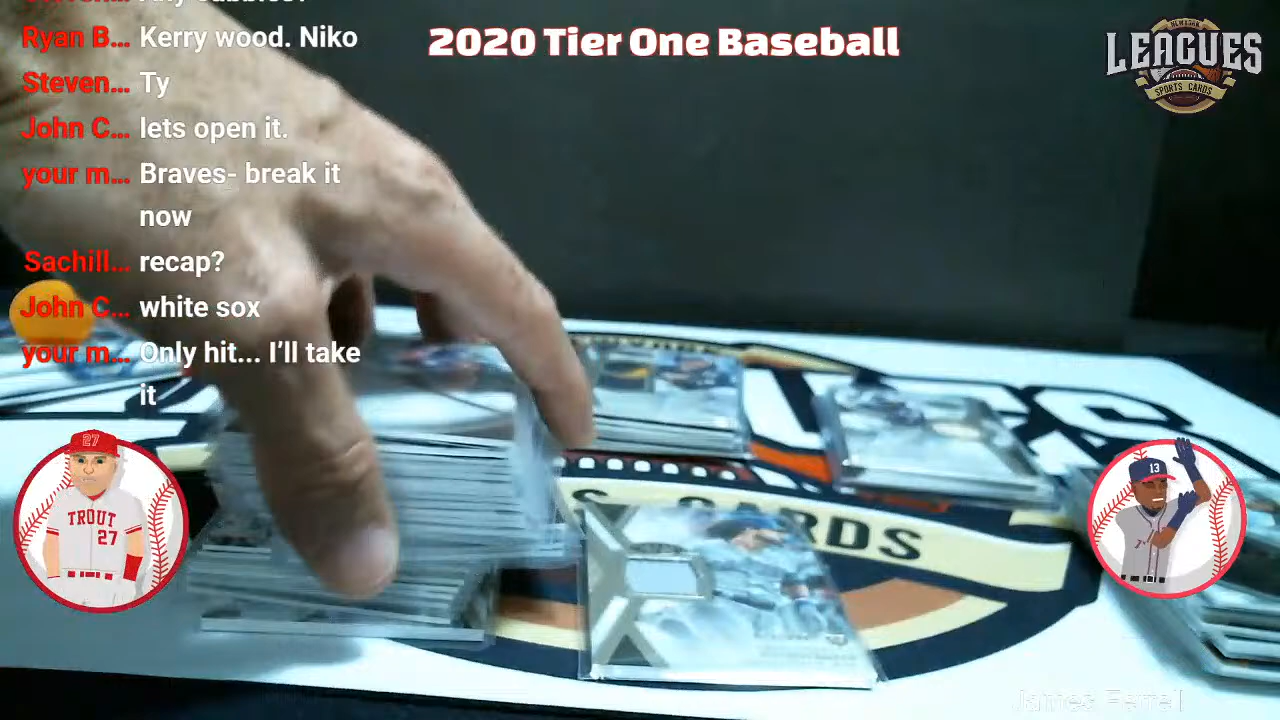 Ryan B... Kerry wood. Niko
Steven... Ty
John C... lets open it.
your m... Braves- break it
now
Sachill... recap?
John C... white sox
your m... Only hit... I'll take
it
2020 Tier One Baseball
LEAGUES
SPORTS CARDS
27
TROUT
27
13
S CARDS
James Ferrell